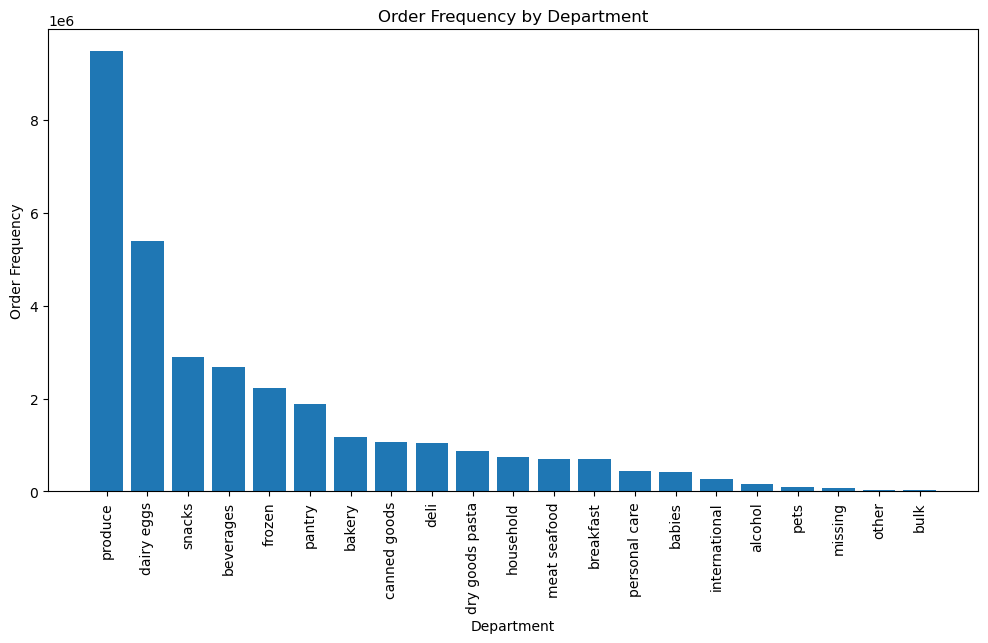 Order Frequency by Department
1e6
8
6
4
2
0
Order Frequency
produce
dairy eggs
snacks
beverages
frozen
pantry
bakery
canned goods
deli
dry goods pasta
household
meat seafood
breakfast
personal care
babies
international
alcohol
pets
missing
other
bulk
Department